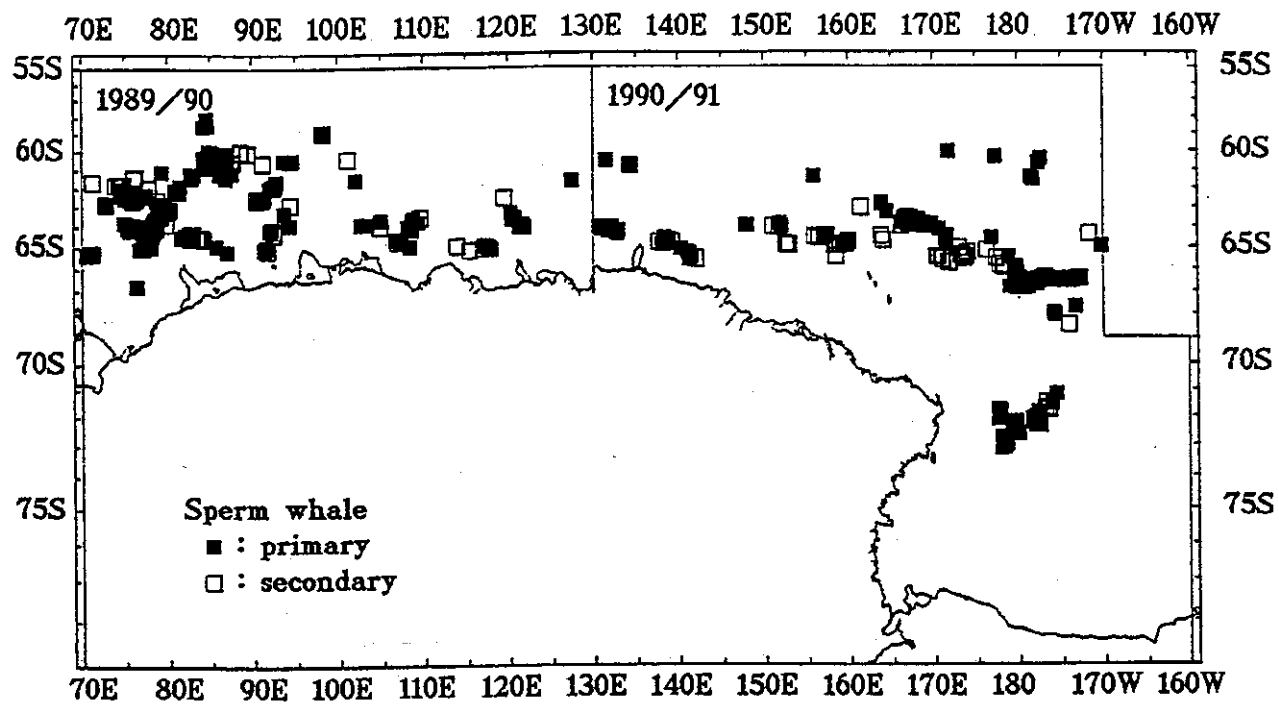 70E 80E 90E 100E 110E 120E 130E 140E 150E 160E 170E 180 170W 160W
55S 55S
1989/90 1990/91
60S 60S
65S 65S
70S 70S
75S 75S
Sperm whale
■ : primary
□ : secondary
70E 80E 90E 100E 110E 120E 130E 140E 150E 160E 170E 180 170W 160W